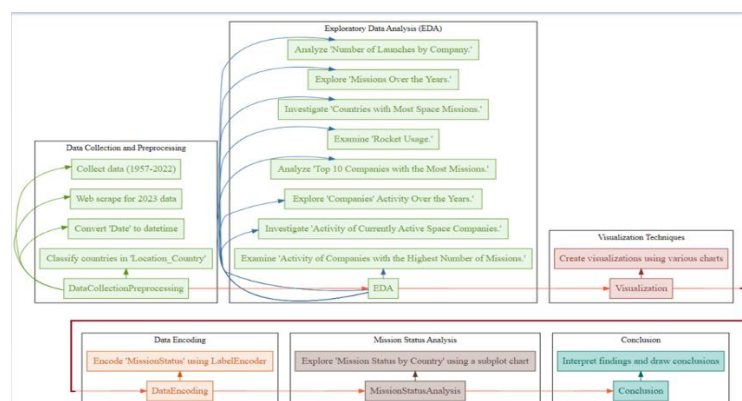 Exploratory Data Analysis (EDA)
Analyze 'Number of Launches by Company.'
Explore 'Missions Over the Years.'
Investigate 'Countries with Most Space Missions.'
Examine 'Rocket Usage.'
Analyze 'Top 10 Companies with the Most Missions.'
Explore 'Companies' Activity Over the Years.'
Investigate 'Activity of Currently Active Space Companies.'
Examine 'Activity of Companies with the Highest Number of Missions.'
EDA
Data Collection and Preprocessing
Collect data (1957-2022)
Web scrape for 2023 data
Convert 'Date' to datetime
Classify countries in 'Location_Country'
DataCollectionPreprocessing
Visualization Techniques
Create visualizations using various charts
Visualization
Data Encoding
Encode 'MissionStatus' using LabelEncoder
DataEncoding
Mission Status Analysis
Explore 'Mission Status by Country' using a subplot chart
MissionStatusAnalysis
Conclusion
Interpret findings and draw conclusions
Conclusion